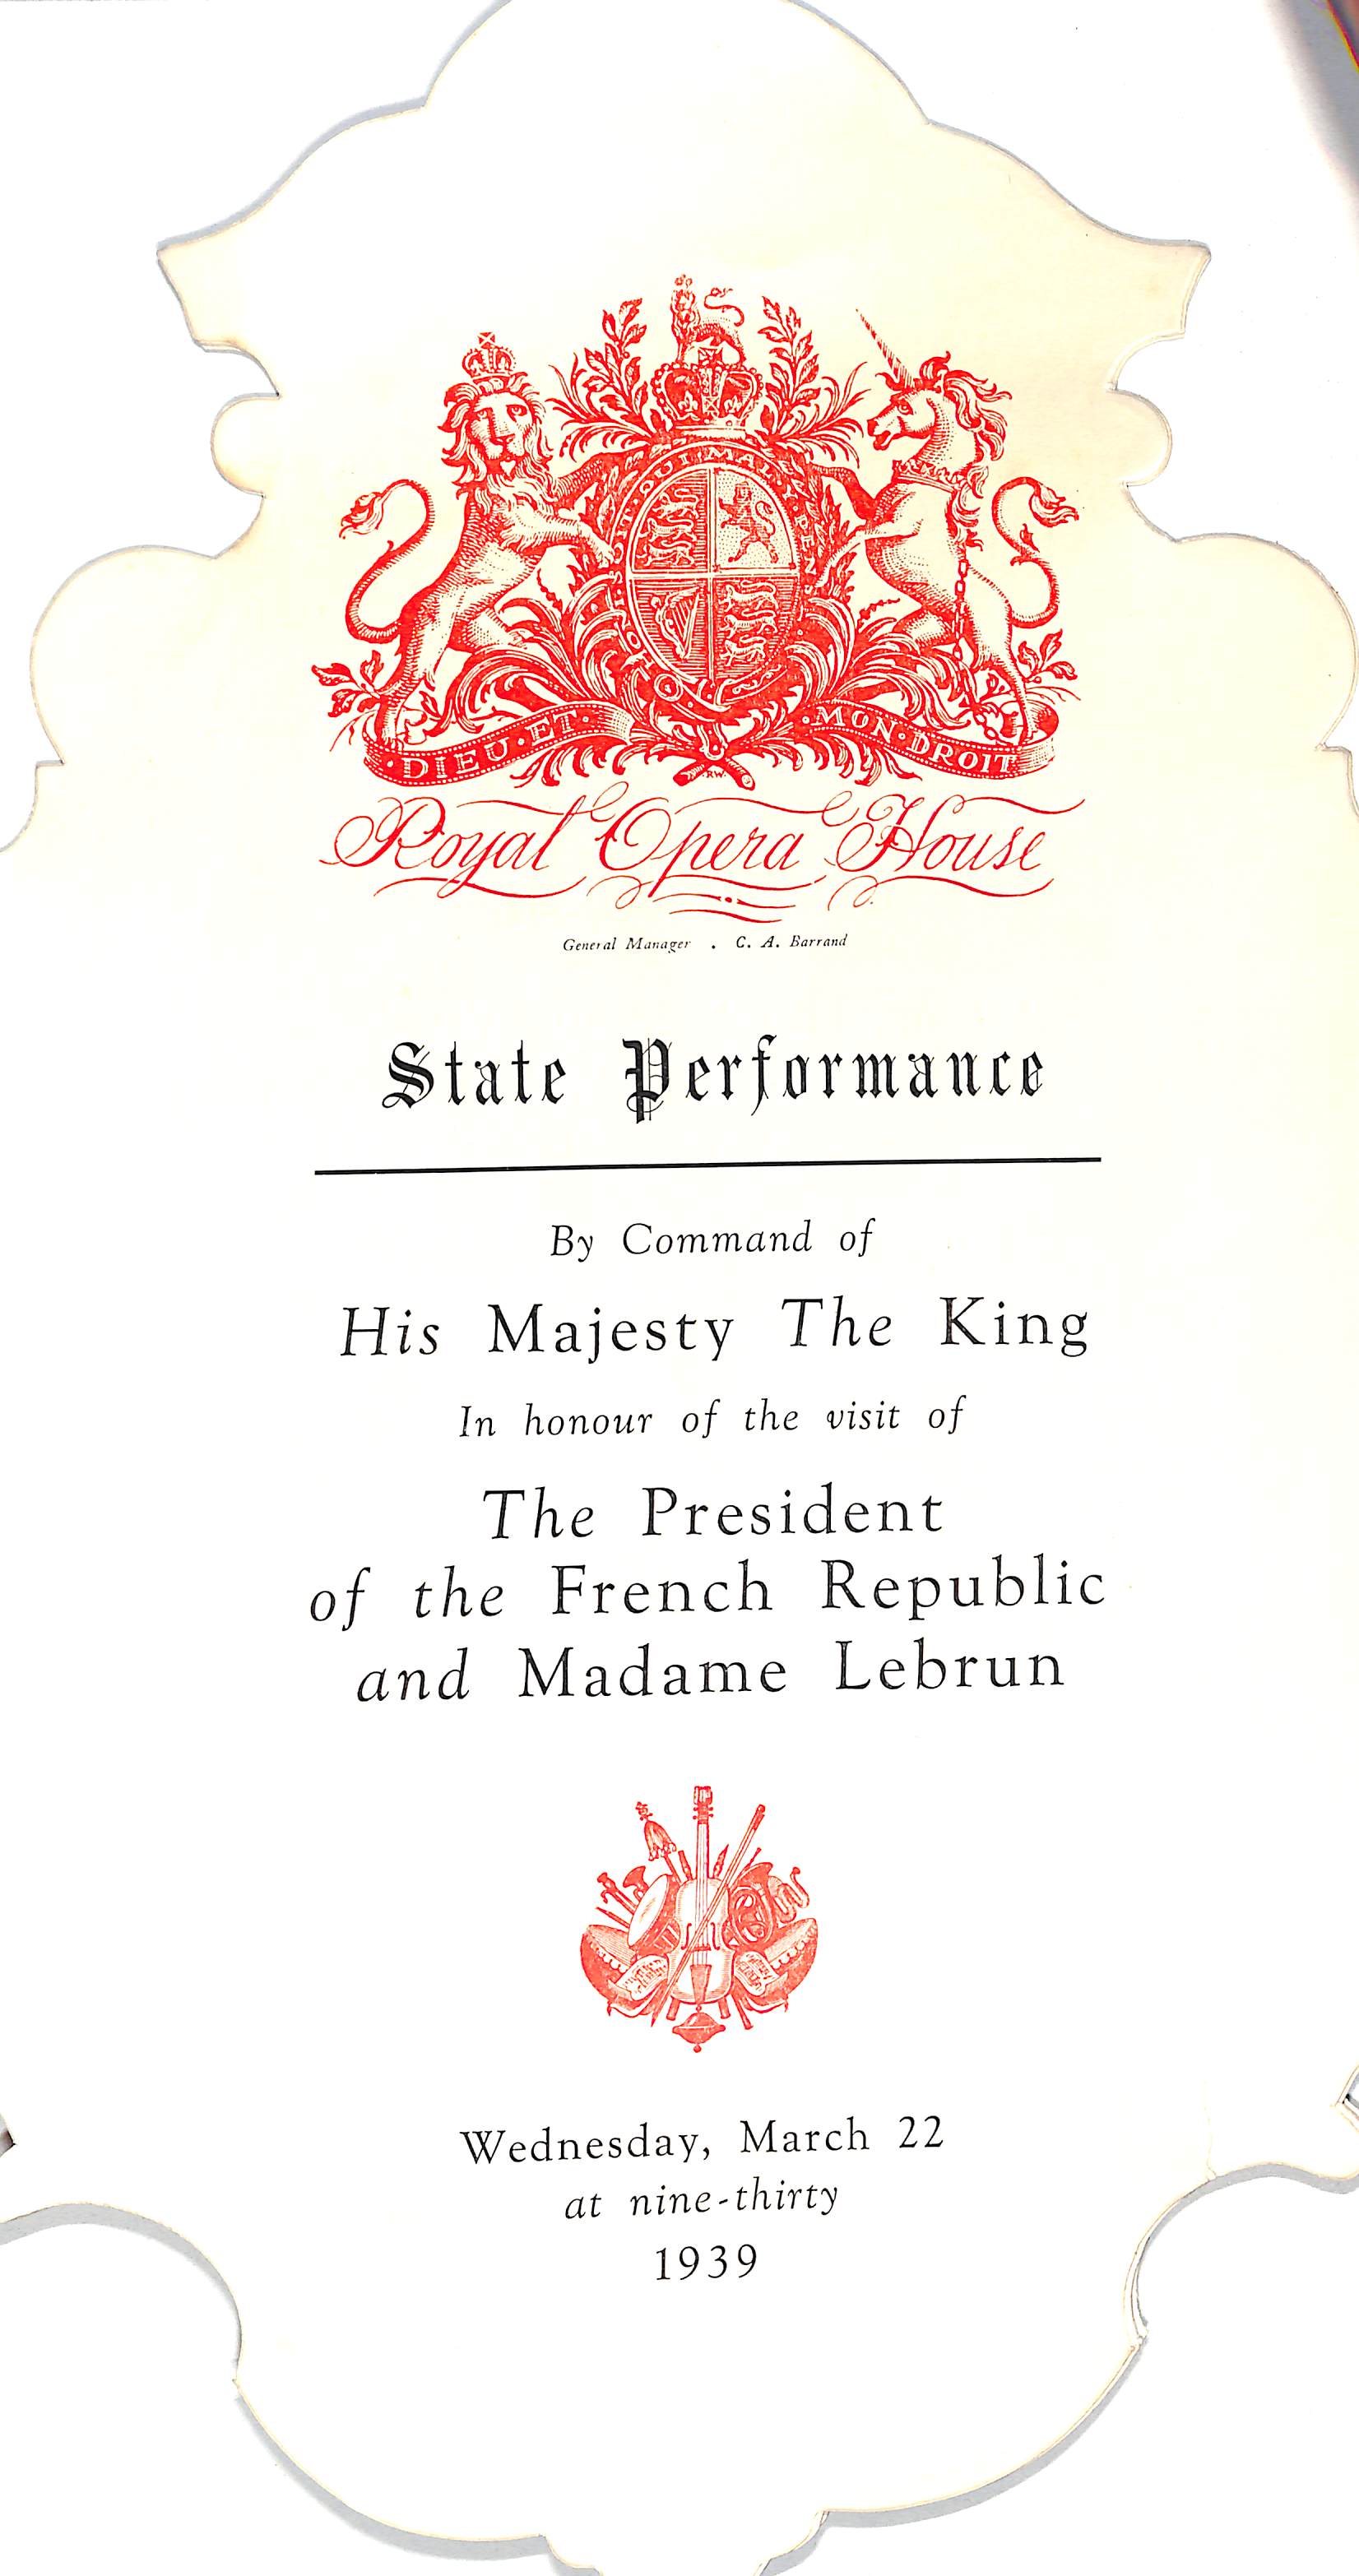 HONI·SOIT·QUI·MAL·Y·PENSE
·DIEU·ET· ·MON·DROIT·
R.W.
Royal Opera House
General Manager . C. A. Barrand
State Performance
By Command of
His Majesty The King
In honour of the visit of
The President
of the French Republic
and Madame Lebrun
Wednesday, March 22
at nine-thirty
1939